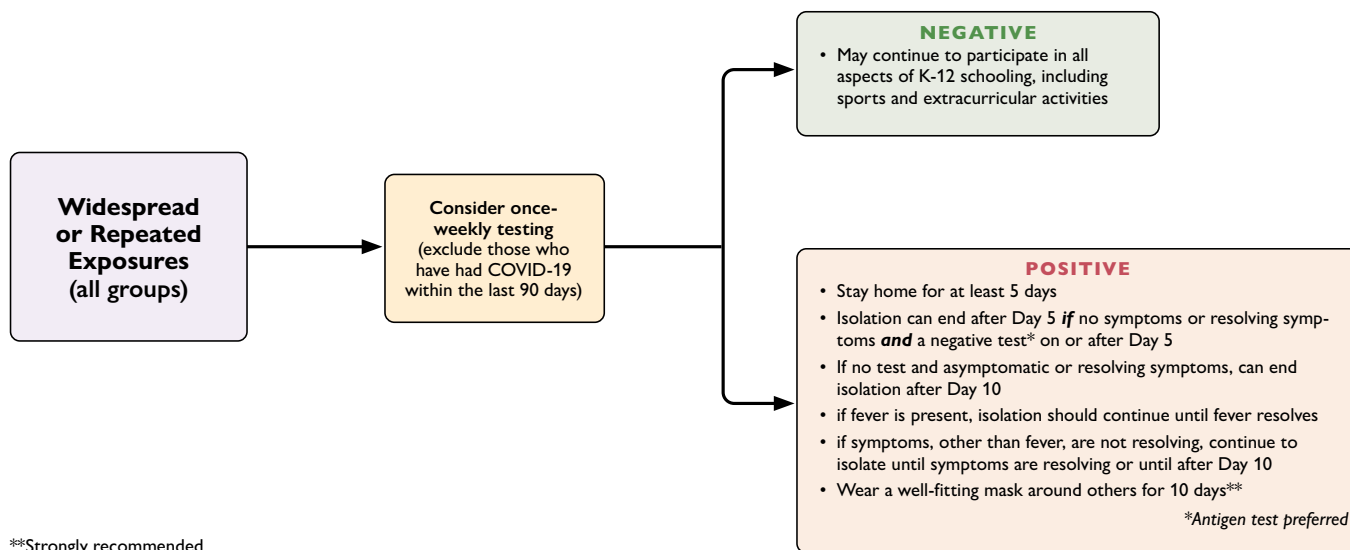 Widespread
or Repeated
Exposures
(all groups)
Consider once-
weekly testing
(exclude those who
have had COVID-19
within the last 90 days)
NEGATIVE
• May continue to participate in all
aspects of K-12 schooling, including
sports and extracurricular activities
POSITIVE
• Stay home for at least 5 days
• Isolation can end after Day 5 if no symptoms or resolving symp-
toms and a negative test* on or after Day 5
• If no test and asymptomatic or resolving symptoms, can end
isolation after Day 10
• if fever is present, isolation should continue until fever resolves
• if symptoms, other than fever, are not resolving, continue to
isolate until symptoms are resolving or until after Day 10
• Wear a well-fitting mask around others for 10 days**
*Antigen test preferred
**Strongly recommended